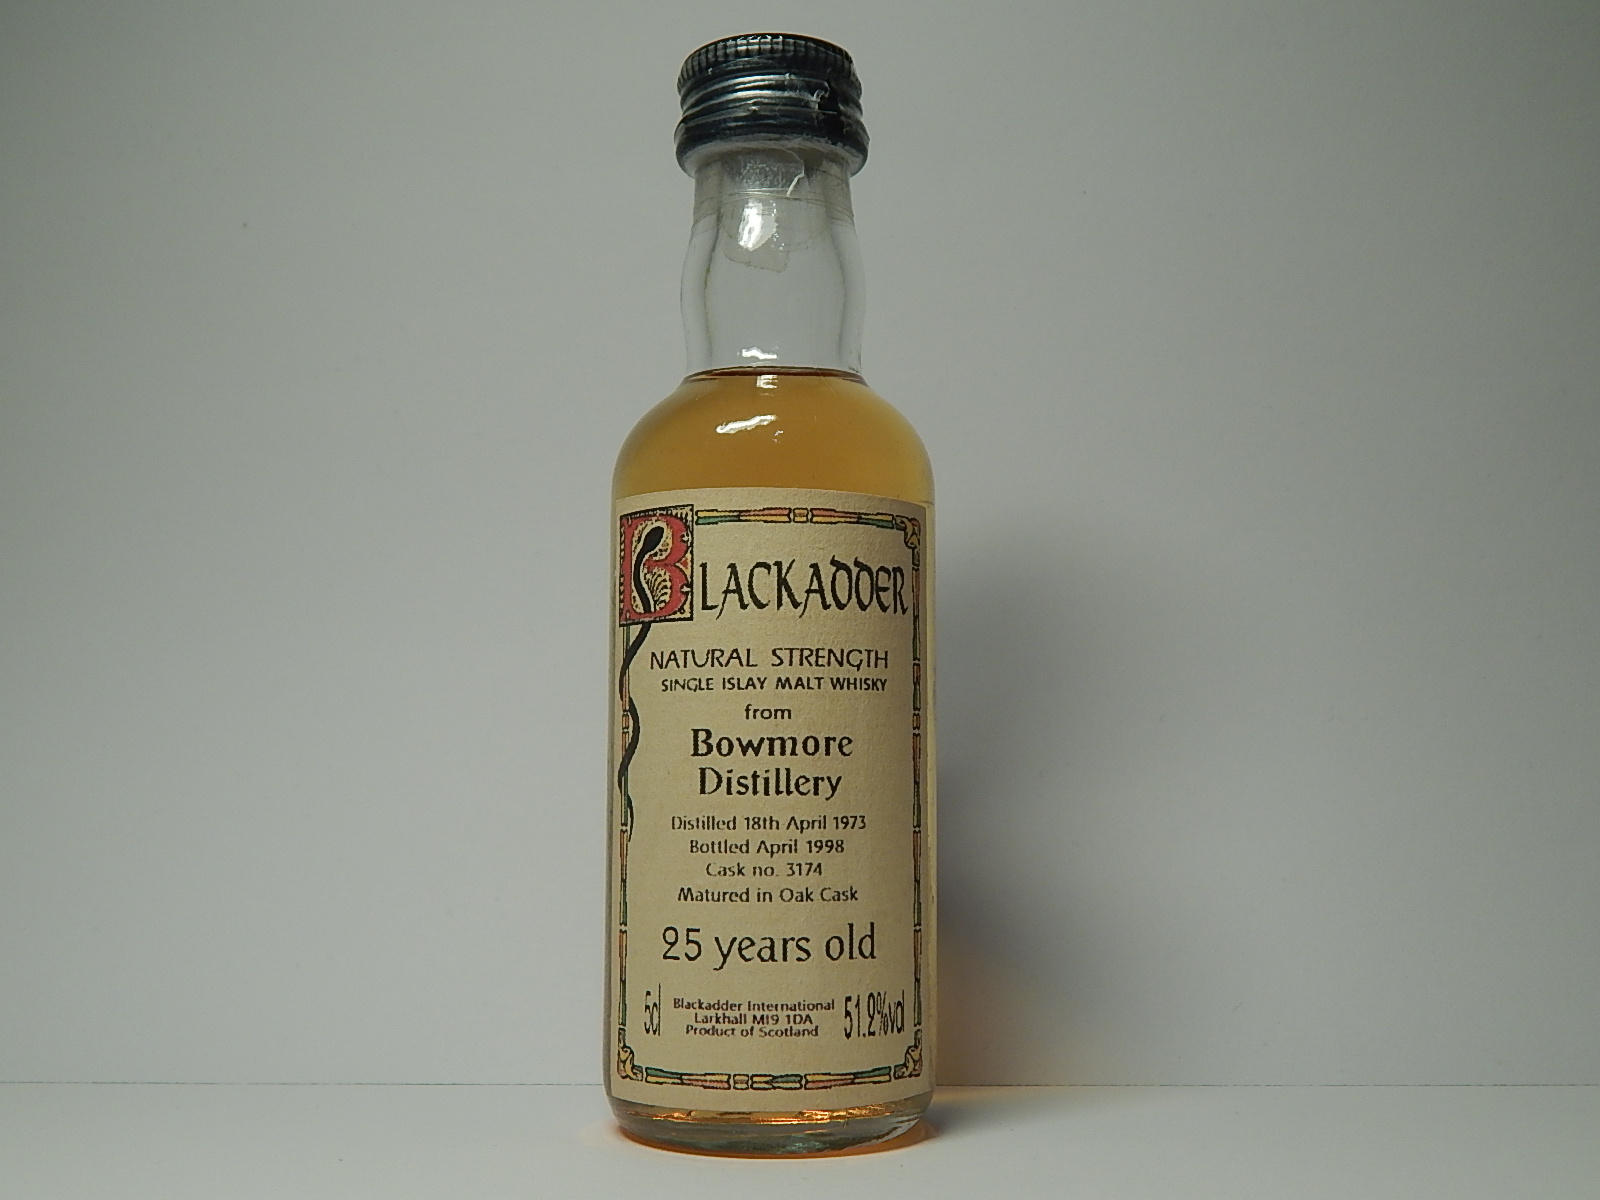 BLACKADDER
NATURAL STRENGTH
SINGLE ISLAY MALT WHISKY
from
Bowmore
Distillery
Distilled 18th April 1973
Bottled April 1998
Cask no. 3174
Matured in Oak Cask
25 years old
5cl
Blackadder International
Larkhall Ml9 1DA
Product of Scotland
51.2%vol